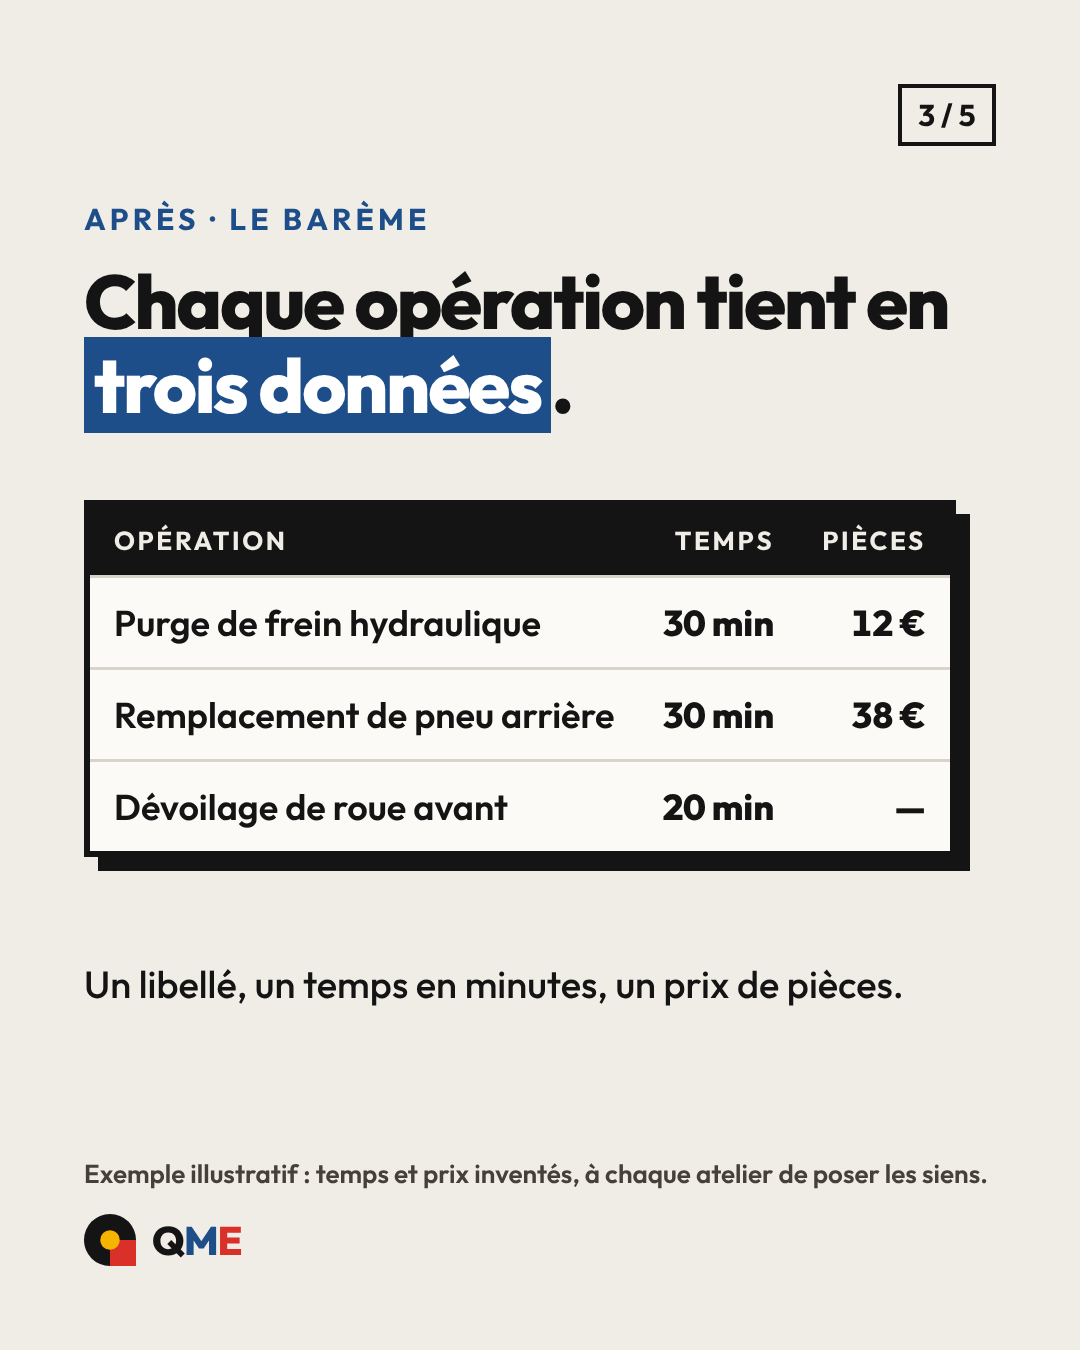 3 / 5
APRÈS · LE BARÈME
Chaque opération tient en
trois données.
OPÉRATION TEMPS PIÈCES
Purge de frein hydraulique 30 min 12 €
Remplacement de pneu arrière 30 min 38 €
Dévoilage de roue avant 20 min —
Un libellé, un temps en minutes, un prix de pièces.
Exemple illustratif : temps et prix inventés, à chaque atelier de poser les siens.
QME